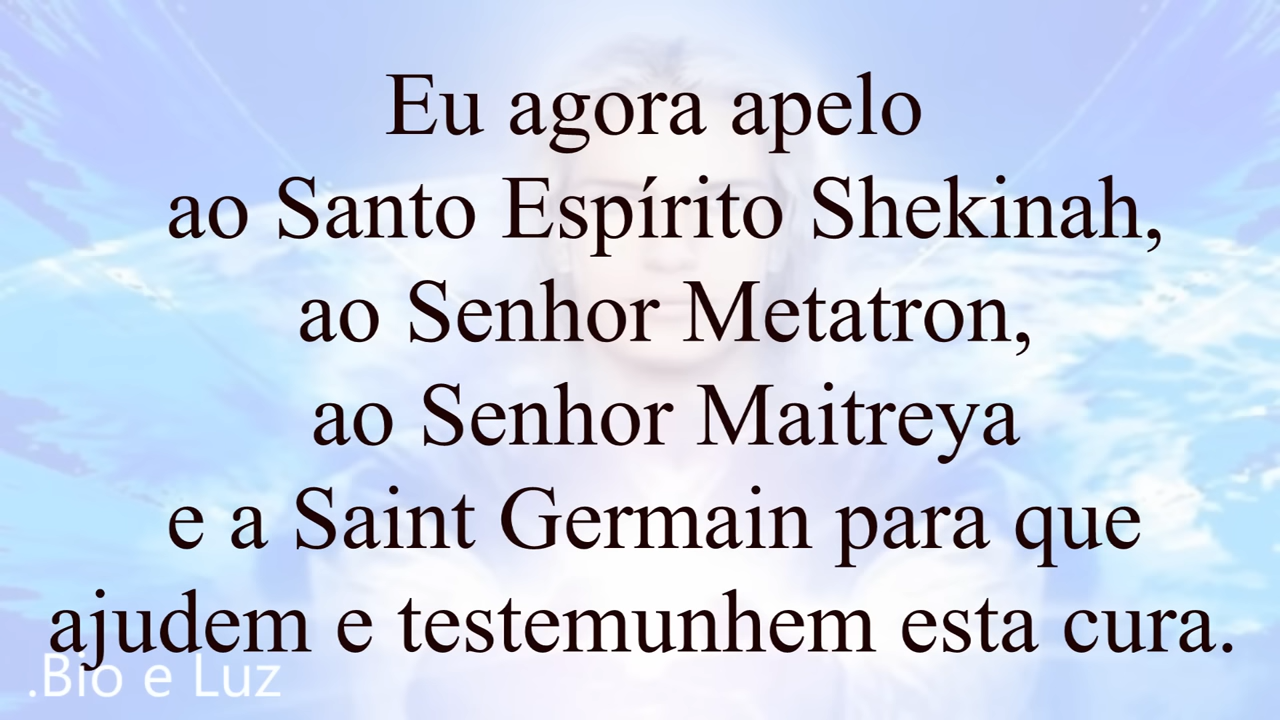 Eu agora apelo
ao Santo Espírito Shekinah,
ao Senhor Metatron,
ao Senhor Maitreya
e a Saint Germain para que
ajudem e testemunhem esta cura.
.Bio e Luz